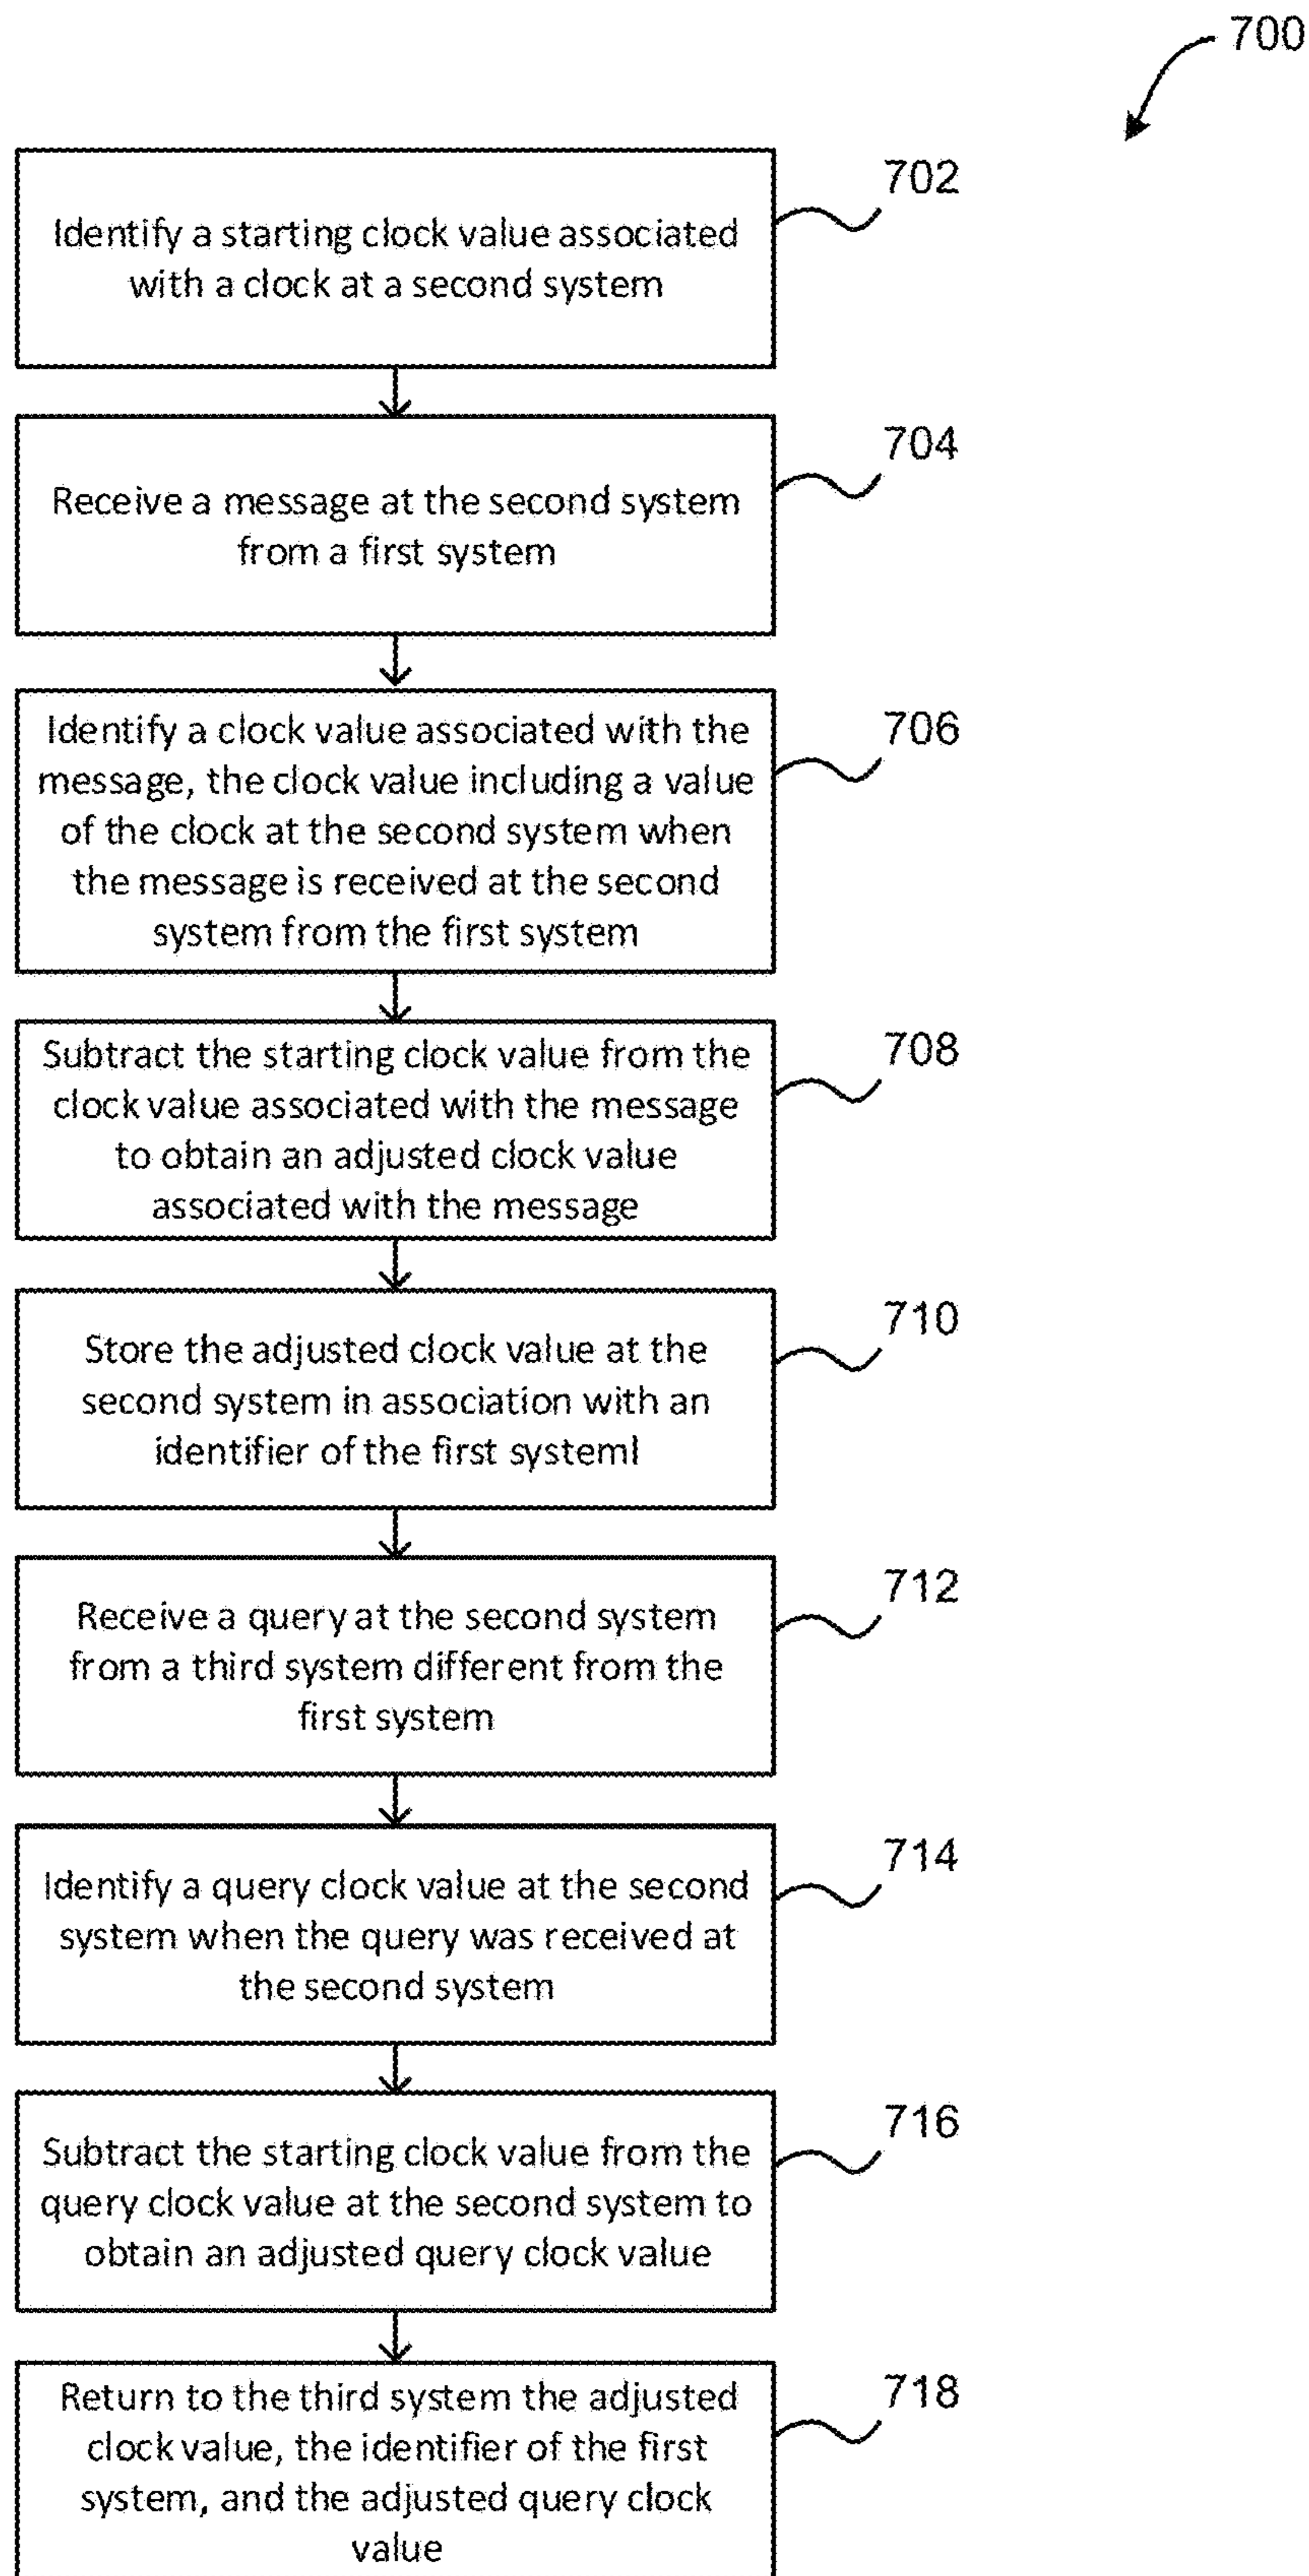 700
702
Identify a starting clock value associated
with a clock at a second system
704
Receive a message at the second system
from a first system
706
Identify a clock value associated with the
message, the clock value including a value
of the clock at the second system when
the message is received at the second
system from the first system
708
Subtract the starting clock value from the
clock value associated with the message
to obtain an adjusted clock value
associated with the message
710
Store the adjusted clock value at the
second system in association with an
identifier of the first systeml
712
Receive a query at the second system
from a third system different from the
first system
714
Identify a query clock value at the second
system when the query was received at
the second system
716
Subtract the starting clock value from the
query clock value at the second system to
obtain an adjusted query clock value
718
Return to the third system the adjusted
clock value, the identifier of the first
system, and the adjusted query clock
value